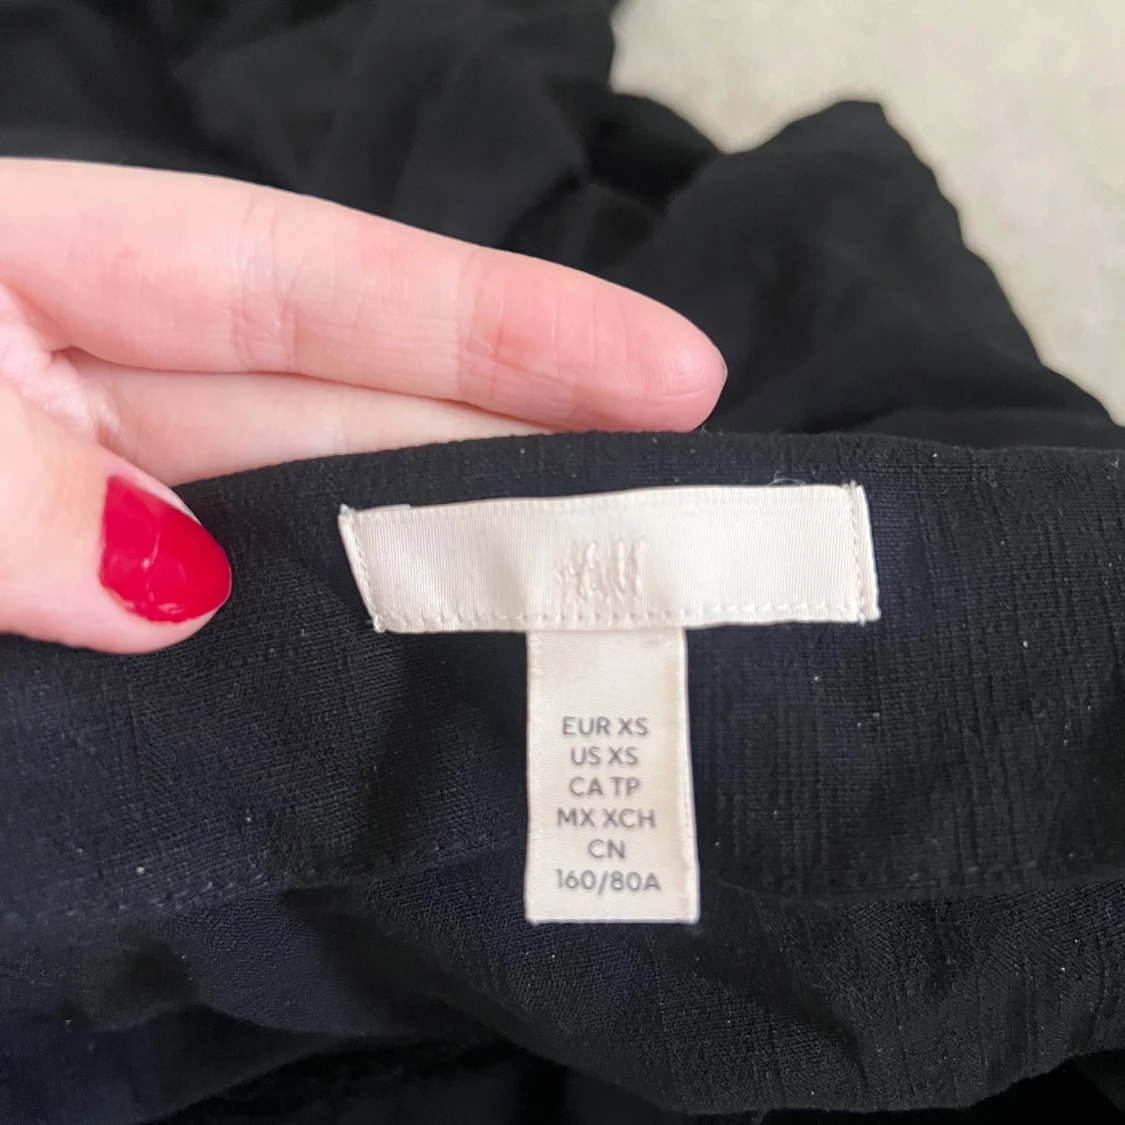 H&M
EUR XS
US XS
CA TP
MX XCH
CN
160/80A